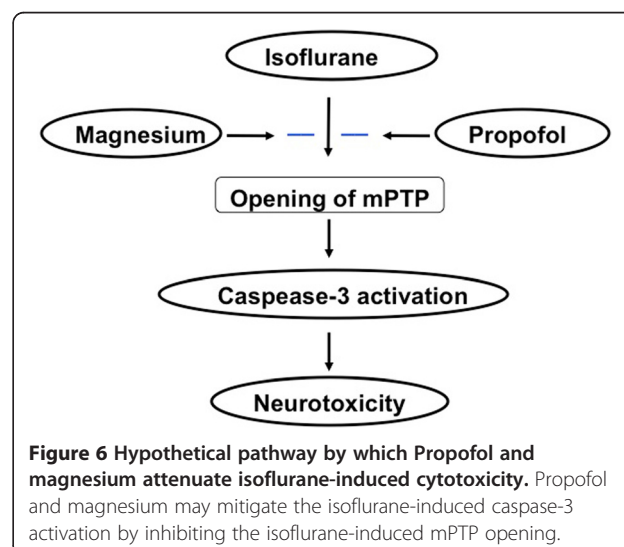 Isoflurane
Magnesium
Propofol
Opening of mPTP
Caspease-3 activation
Neurotoxicity
Figure 6 Hypothetical pathway by which Propofol and
magnesium attenuate isoflurane-induced cytotoxicity. Propofol
and magnesium may mitigate the isoflurane-induced caspase-3
activation by inhibiting the isoflurane-induced mPTP opening.